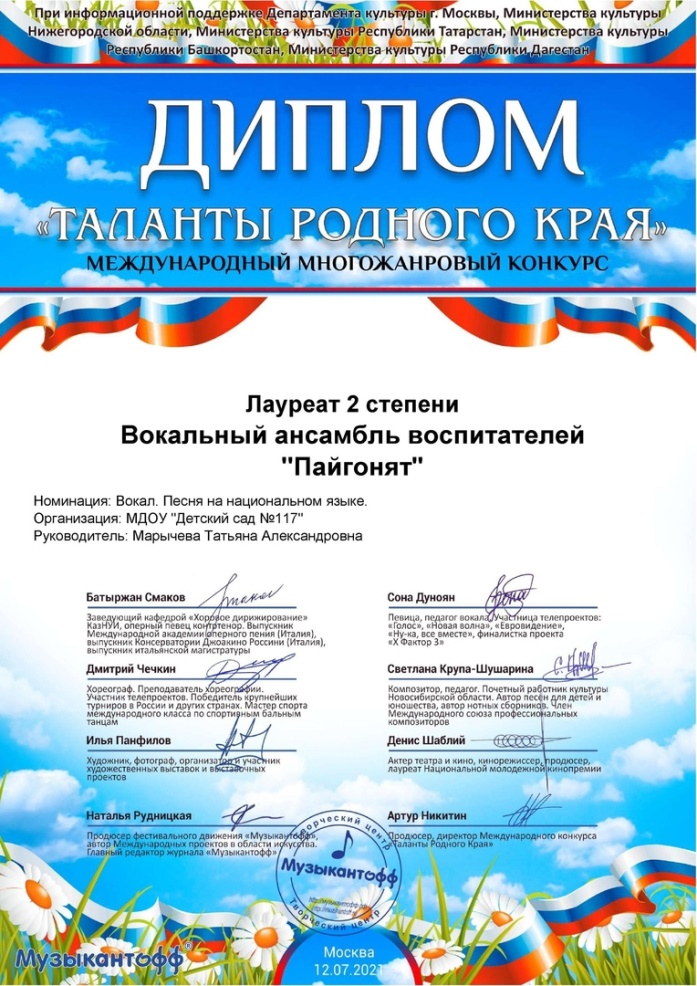 При информационной поддержке Департамента культуры г. Москвы, Министерства культуры
Нижегородской области, Министерства культуры Республики Татарстан, Министерства культуры
Республики Башкортостан, Министерства культуры Республики Дагестан
ДИПЛОМ
«ТАЛАНТЫ РОДНОГО КРАЯ»
МЕЖДУНАРОДНЫЙ МНОГОЖАНРОВЫЙ КОНКУРС
Лауреат 2 степени
Вокальный ансамбль воспитателей
"Пайгонят"
Номинация: Вокал. Песня на национальном языке.
Организация: МДОУ "Детский сад №117"
Руководитель: Марычева Татьяна Александровна
Батыржан Смаков
Заведующий кафедрой «Хоровое дирижирование»
КазНУИ, оперный певец контртенор. Выпускник
Международной академии оперного пения (Италия),
выпускник Консерватории Джоакино Россини (Италия),
выпускник итальянской магистратуры
Сона Дуноян
Певица, педагог вокала, участница телепроектов:
«Голос», «Новая волна», «Евровидение»,
«Ну-ка, все вместе», финалистка проекта
«X Фактор 3»
Дмитрий Чечкин
Хореограф. Преподаватель хореографии.
Участник телепроектов. Победитель крупнейших
турниров в России и других странах. Мастер спорта
международного класса по спортивным бальным
танцам
Светлана Крупа-Шушарина
Композитор, педагог. Почетный работник культуры
Новосибирской области. Автор песен для детей и
юношества, автор нотных сборников. Член
Международного союза профессиональных
композиторов
Илья Панфилов
Художник, фотограф, организатор и участник
художественных выставок и выставочных
проектов
Денис Шаблий
Актер театра и кино, кинорежиссер, продюсер,
лауреат Национальной молодежной кинопремии
Наталья Рудницкая
Продюсер фестивального движения «Музыкантофф»,
автор Международных проектов в области искусства.
Главный редактор журнала «Музыкантофф»
Артур Никитин
Продюсер, директор Международного конкурса
«Таланты Родного Края»
Творческий центр
Музыкантофф
Творческий центр
Музыкантофф
Москва
12.07.2021